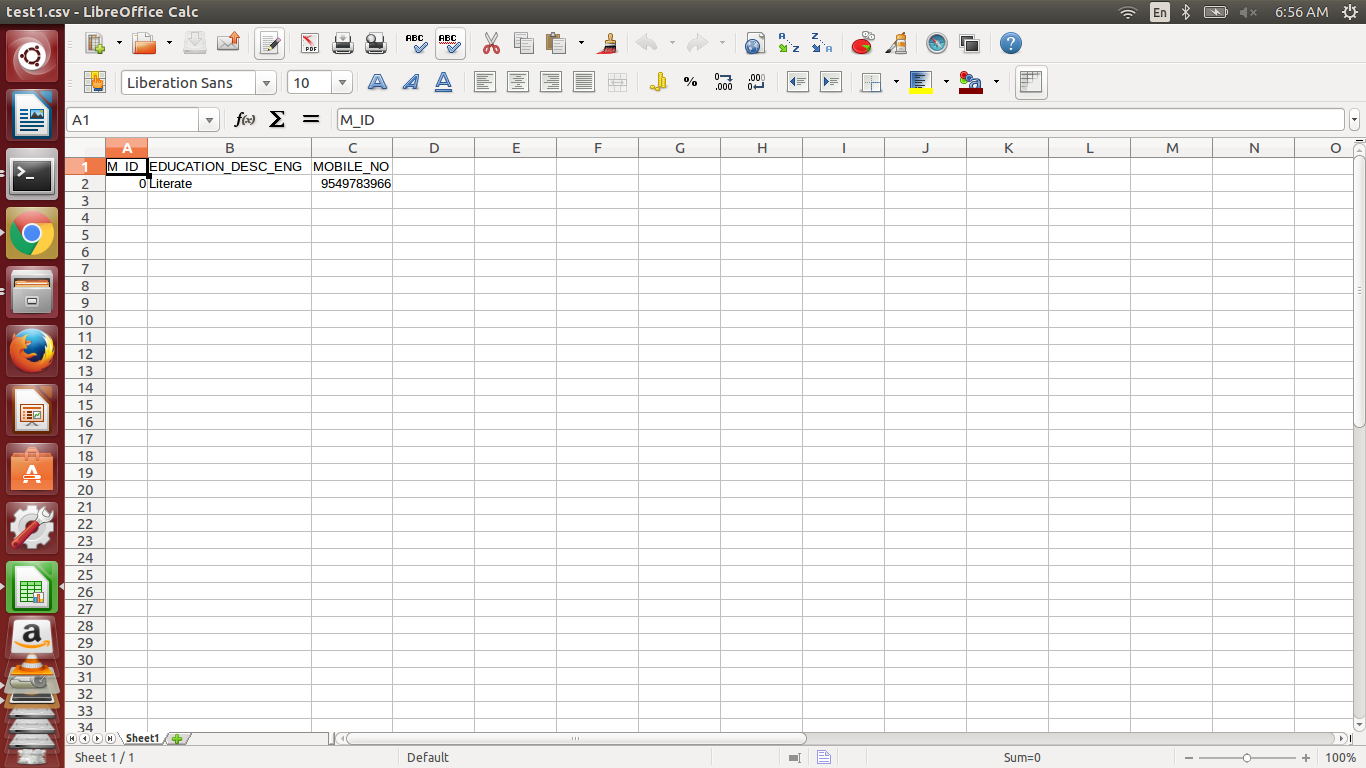 test1.csv - LibreOffice Calc
En
6:56 AM
ABC
ABC
A
Z
Z
A
Liberation Sans
10
%
A1
f(x) Σ =
M_ID
A B C D E F G H I J K L M N O
1 M_ID EDUCATION_DESC_ENG MOBILE_NO
2 0 Literate 9549783966
3
4
5
6
7
8
9
10
11
12
13
14
15
16
17
18
19
20
21
22
23
24
25
26
27
28
29
30
31
32
33
34
Sheet1
Sheet 1 / 1
Default
Sum=0
100%